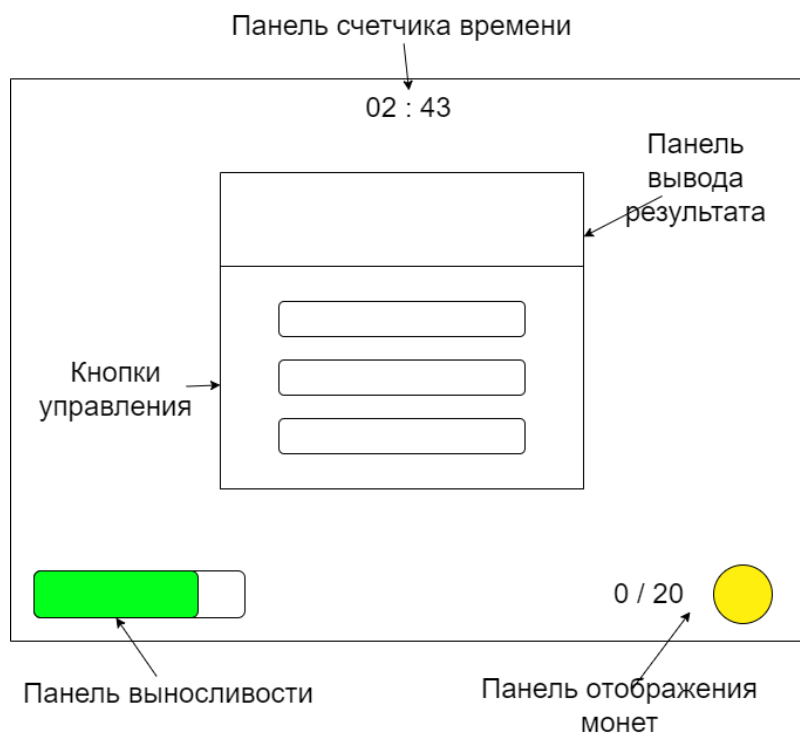 Панель счетчика времени
02 : 43
Панель
вывода
результата
Кнопки
управления
0 / 20
Панель выносливости
Панель отображения
монет